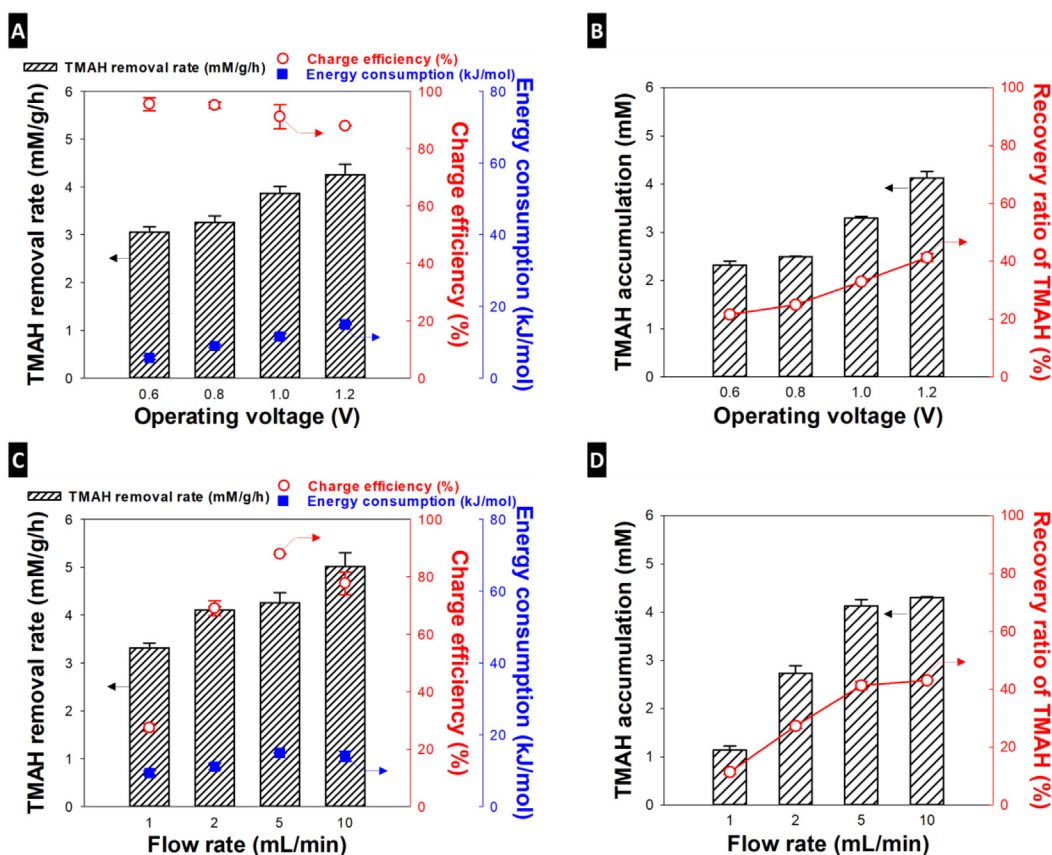 A
TMAH removal rate (mM/g/h)
Charge efficiency (%)
Energy consumption (kJ/mol)
TMAH removal rate (mM/g/h)
6
5
4
3
2
1
0
100
80
60
40
20
0
Charge efficiency (%)
80
60
40
20
0
Energy consumption (kJ/mol)
0.6 0.8 1.0 1.2
Operating voltage (V)
B
TMAH accumulation (mM)
6
5
4
3
2
1
0
100
80
60
40
20
0
Recovery ratio of TMAH (%)
0.6 0.8 1.0 1.2
Operating voltage (V)
C
TMAH removal rate (mM/g/h)
Charge efficiency (%)
Energy consumption (kJ/mol)
TMAH removal rate (mM/g/h)
6
5
4
3
2
1
0
100
80
60
40
20
0
Charge efficiency (%)
80
60
40
20
0
Energy consumption (kJ/mol)
1 2 5 10
Flow rate (mL/min)
D
TMAH accumulation (mM)
6
5
4
3
2
1
0
100
80
60
40
20
0
Recovery ratio of TMAH (%)
1 2 5 10
Flow rate (mL/min)